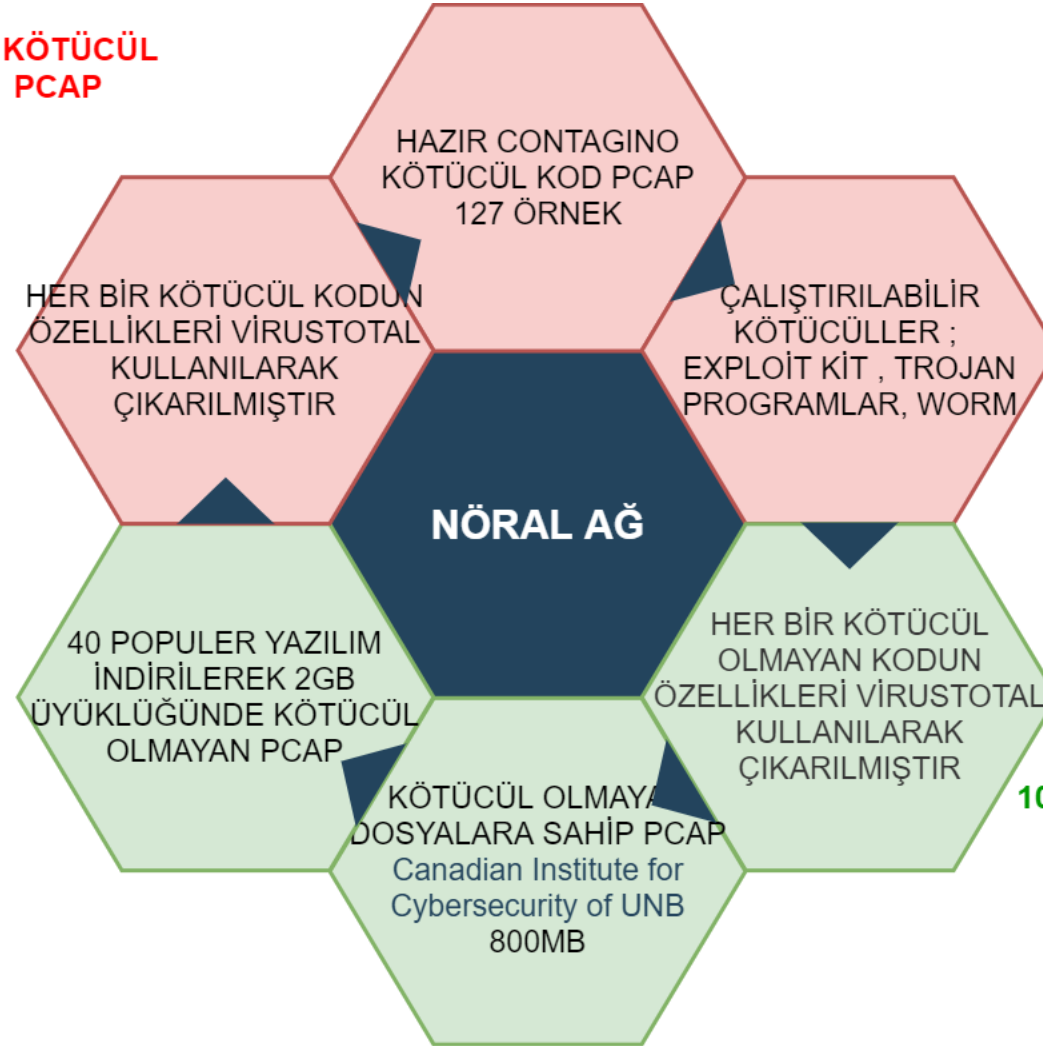 KÖTÜCÜL
PCAP
HAZIR CONTAGINO
KÖTÜCÜL KOD PCAP
127 ÖRNEK
HER BİR KÖTÜCÜL KODUN
ÖZELLİKLERİ VİRUSTOTAL
KULLANILARAK
ÇIKARILMIŞTIR
ÇALIŞTIRILABİLİR
KÖTÜCÜLLER ;
EXPLOİT KİT , TROJAN
PROGRAMLAR, WORM
NÖRAL AĞ
40 POPULER YAZILIM
İNDİRİLEREK 2GB
ÜYÜKLÜĞÜNDE KÖTÜCÜL
OLMAYAN PCAP
HER BİR KÖTÜCÜL
OLMAYAN KODUN
ÖZELLİKLERİ VİRUSTOTAL
KULLANILARAK
ÇIKARILMIŞTIR
10
KÖTÜCÜL OLMAYA
DOSYALARA SAHİP PCAP
Canadian Institute for
Cybersecurity of UNB
800MB